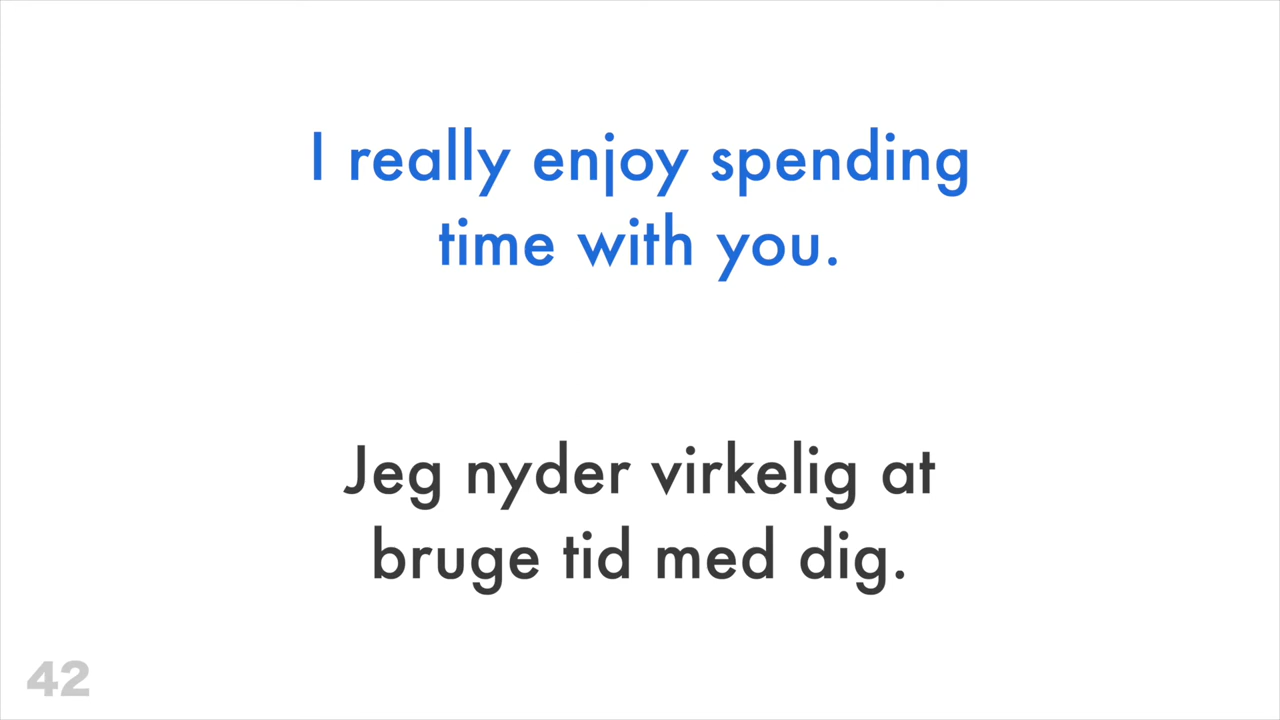 I really enjoy spending
time with you.
Jeg nyder virkelig at
bruge tid med dig.
42